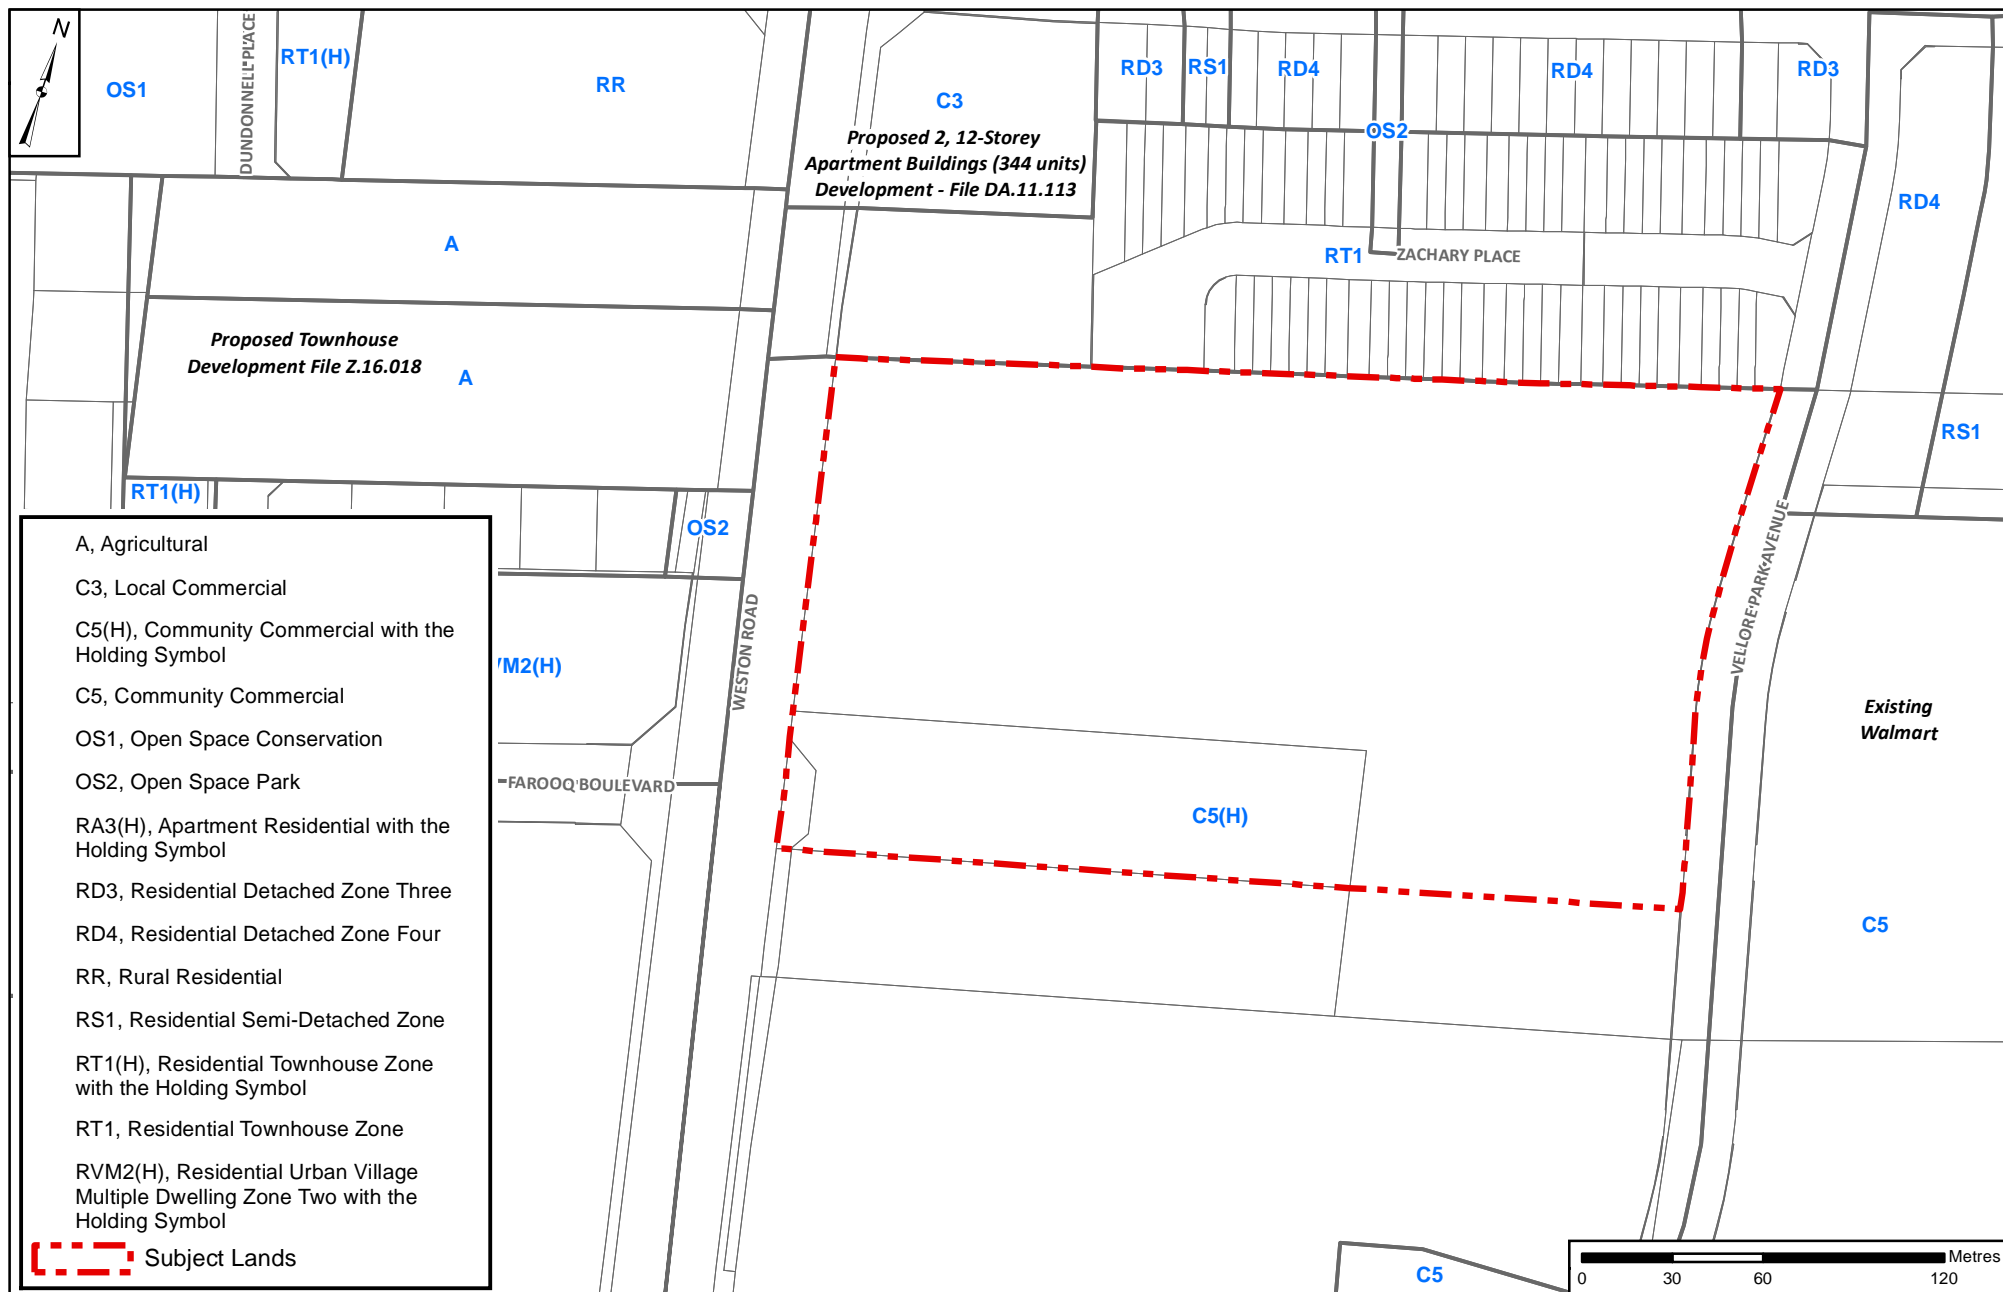 N
OS1
DUNDONNELL PLACE
RT1(H)
RR
C3
Proposed 2, 12-Storey
Apartment Buildings (344 units)
Development - File DA.11.113
RD3
RS1
RD4
RD4
RD3
OS2
RD4
A
RT1
ZACHARY PLACE
Proposed Townhouse
Development File Z.16.018
A
RS1
RT1(H)
OS2
VELLORE PARK AVENUE
WESTON ROAD
VM2(H)
Existing
Walmart
FAROOQ BOULEVARD
C5(H)
C5
C5
A, Agricultural
C3, Local Commercial
C5(H), Community Commercial with the
Holding Symbol
C5, Community Commercial
OS1, Open Space Conservation
OS2, Open Space Park
RA3(H), Apartment Residential with the
Holding Symbol
RD3, Residential Detached Zone Three
RD4, Residential Detached Zone Four
RR, Rural Residential
RS1, Residential Semi-Detached Zone
RT1(H), Residential Townhouse Zone
with the Holding Symbol
RT1, Residential Townhouse Zone
RVM2(H), Residential Urban Village
Multiple Dwelling Zone Two with the
Holding Symbol
Subject Lands
Metres
0 30 60 120